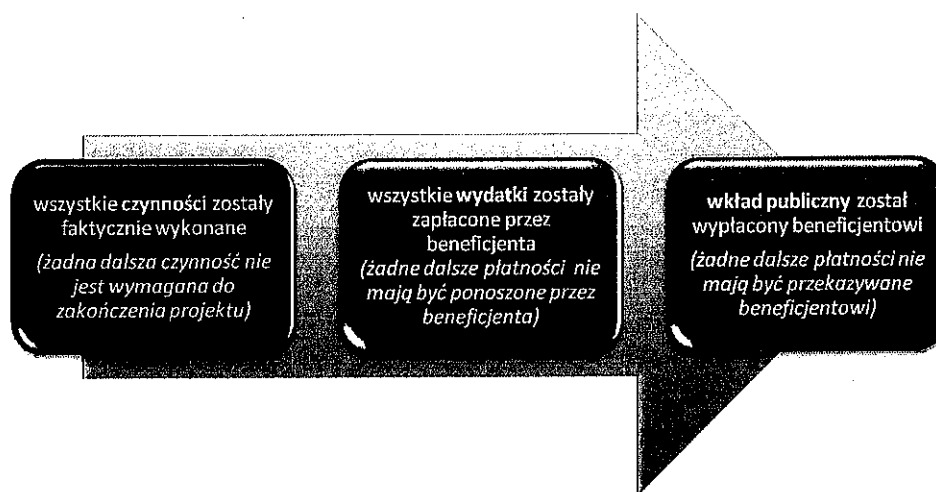 wszystkie czynności zostały
faktycznie wykonane
(żadna dalsza czynność nie
jest wymagana do
zakończenia projektu)
wszystkie wydatki zostały
zapłacone przez
beneficjenta
(żadne dalsze płatności nie
mają być ponoszone przez
beneficjenta)
wkład publiczny został
wypłacony beneficjentowi
(żadne dalsze płatności nie
mają być przekazywane
beneficjentowi)